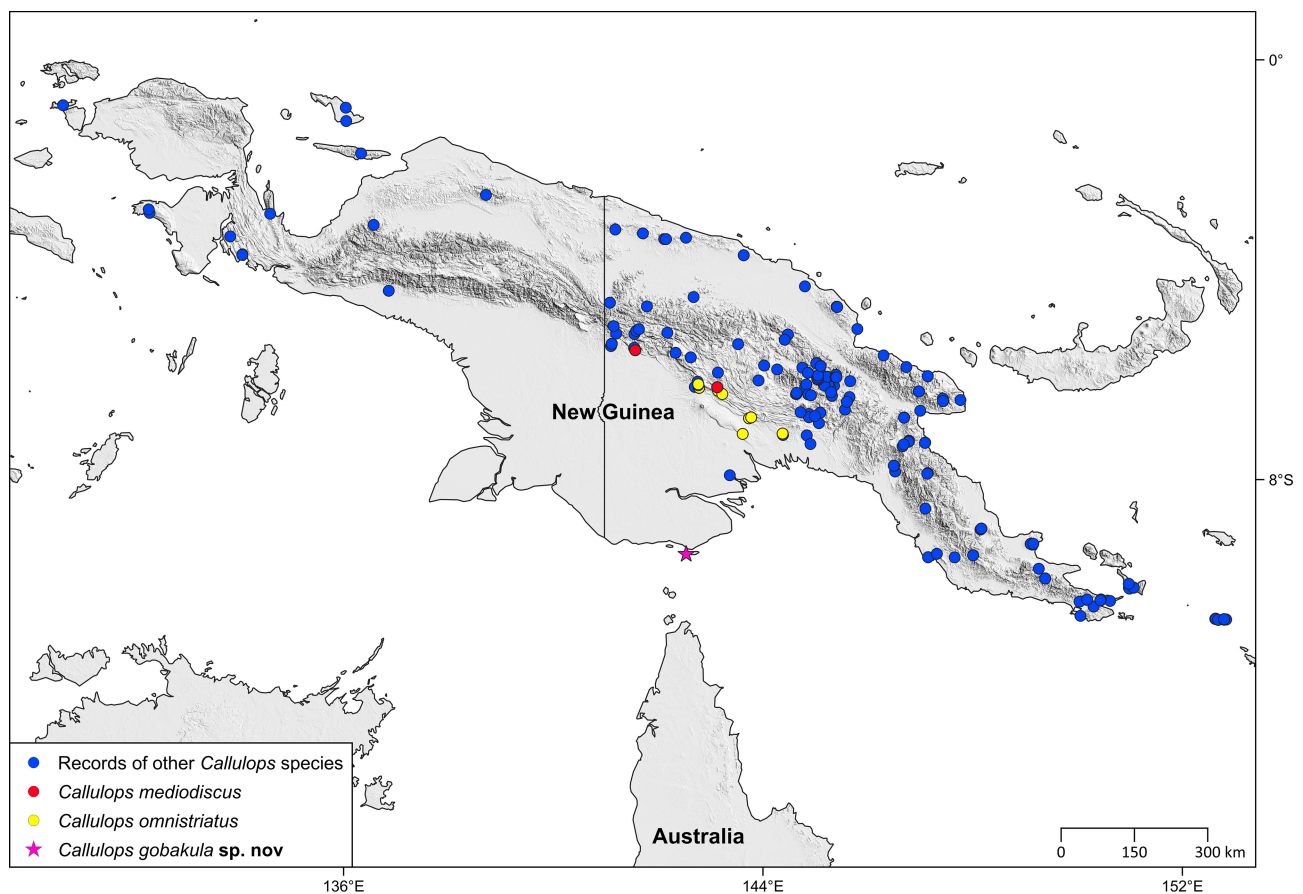 0°
New Guinea
8°S
Records of other Callulops species
Callulops mediodiscus
Callulops omnistriatus
Callulops gobakula sp. nov
Australia
0 150 300 km
136°E 144°E 152°E